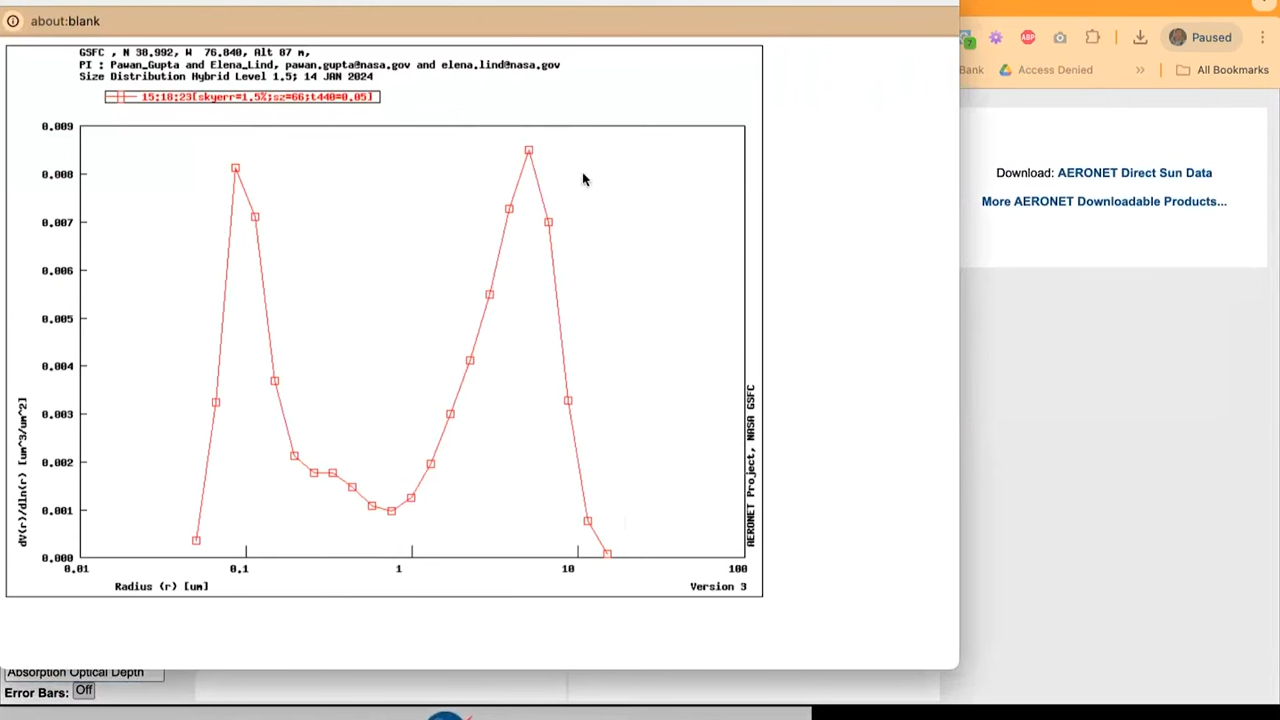 about:blank
Paused
Bank
Access Denied
»
All Bookmarks
GSFC , N 38.992, W 76.840, Alt 87 m,
PI : Pawan_Gupta and Elena_Lind, pawan.gupta@nasa.gov and elena.lind@nasa.gov
Size Distribution Hybrid Level 1.5; 14 JAN 2024
15:18:23[skyerr=1.5%;sz=66;t440=0.05]
0.009
0.008
0.007
0.006
0.005
0.004
0.003
0.002
0.001
0.000
dV(r)/dln(r) [um^3/um^2]
AERONET Project, NASA GSFC
0.01
0.1
1
10
100
Radius (r) [um]
Version 3
Download: AERONET Direct Sun Data
More AERONET Downloadable Products...
ABP
7
Absorption Optical Depth
Error Bars: Off